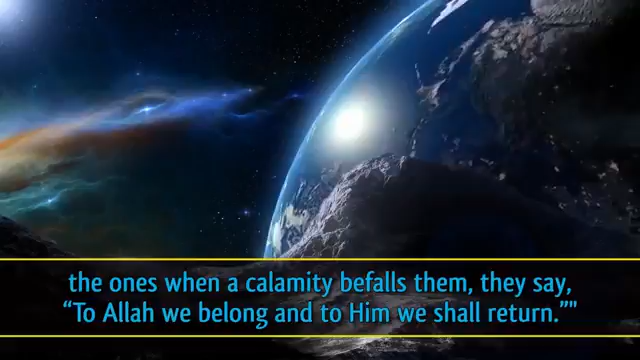 the ones when a calamity befalls them, they say,
“To Allah we belong and to Him we shall return.”"